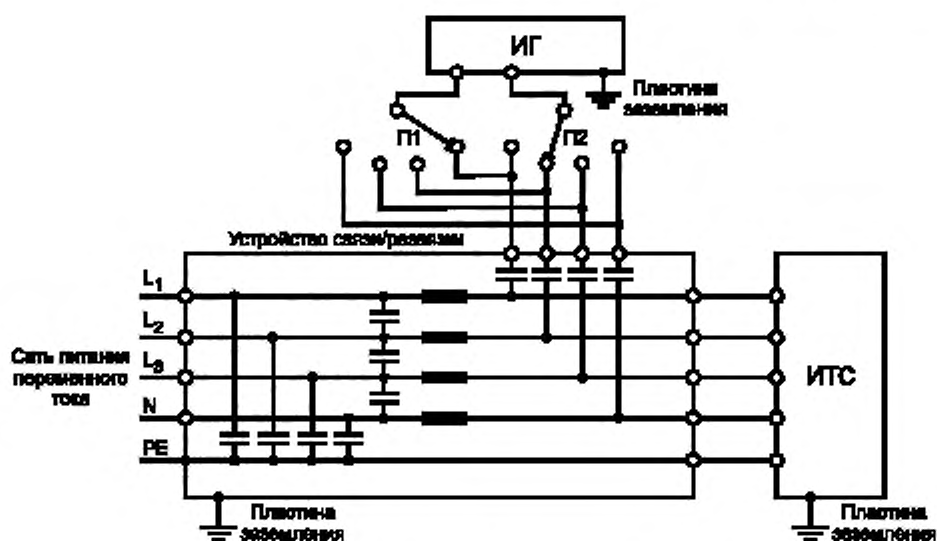 ИГ
Пластина
заземления
П1
П2
Устройство связи/развязки
L1
L2
L3
N
PE
Сеть питания
переменного
тока
ИТС
Пластина
заземления
Пластина
заземления